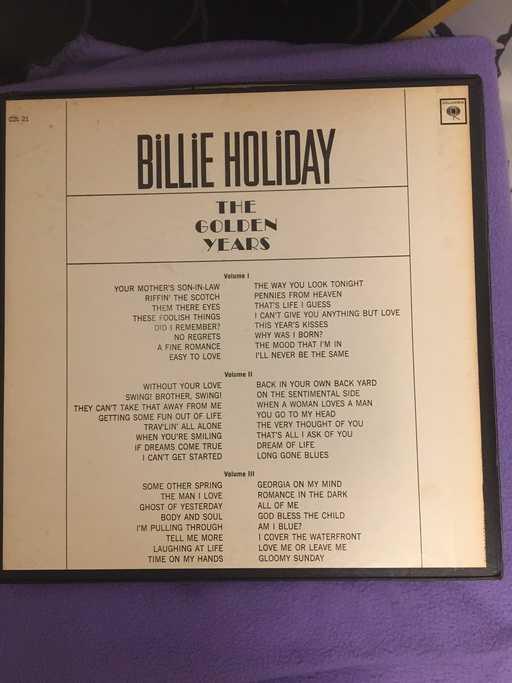 C3L 21
COLUMBIA
BiLLiE HOLiDAY
THE
GOLDEN
YEARS
Volume I
YOUR MOTHER'S SON-IN-LAW
RIFFIN' THE SCOTCH
THEM THERE EYES
THESE FOOLISH THINGS
DID I REMEMBER?
NO REGRETS
A FINE ROMANCE
EASY TO LOVE
THE WAY YOU LOOK TONIGHT
PENNIES FROM HEAVEN
THAT'S LIFE I GUESS
I CAN'T GIVE YOU ANYTHING BUT LOVE
THIS YEAR'S KISSES
WHY WAS I BORN?
THE MOOD THAT I'M IN
I'LL NEVER BE THE SAME
Volume II
WITHOUT YOUR LOVE
SWING! BROTHER, SWING!
THEY CAN'T TAKE THAT AWAY FROM ME
GETTING SOME FUN OUT OF LIFE
TRAV'LIN' ALL ALONE
WHEN YOU'RE SMILING
IF DREAMS COME TRUE
I CAN'T GET STARTED
BACK IN YOUR OWN BACK YARD
ON THE SENTIMENTAL SIDE
WHEN A WOMAN LOVES A MAN
YOU GO TO MY HEAD
THE VERY THOUGHT OF YOU
THAT'S ALL I ASK OF YOU
DREAM OF LIFE
LONG GONE BLUES
Volume III
SOME OTHER SPRING
THE MAN I LOVE
GHOST OF YESTERDAY
BODY AND SOUL
I'M PULLING THROUGH
TELL ME MORE
LAUGHING AT LIFE
TIME ON MY HANDS
GEORGIA ON MY MIND
ROMANCE IN THE DARK
ALL OF ME
GOD BLESS THE CHILD
AM I BLUE?
I COVER THE WATERFRONT
LOVE ME OR LEAVE ME
GLOOMY SUNDAY